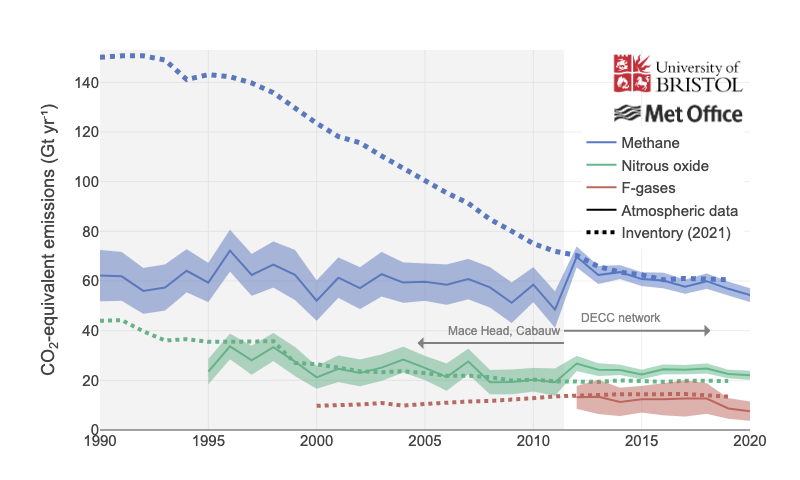 University of
BRISTOL
Met Office
Methane
Nitrous oxide
F-gases
Atmospheric data
Inventory (2021)
DECC network
Mace Head, Cabauw
CO₂-equivalent emissions (Gt yr⁻¹)
140
120
100
80
60
40
20
0
1990
1995
2000
2005
2010
2015
2020